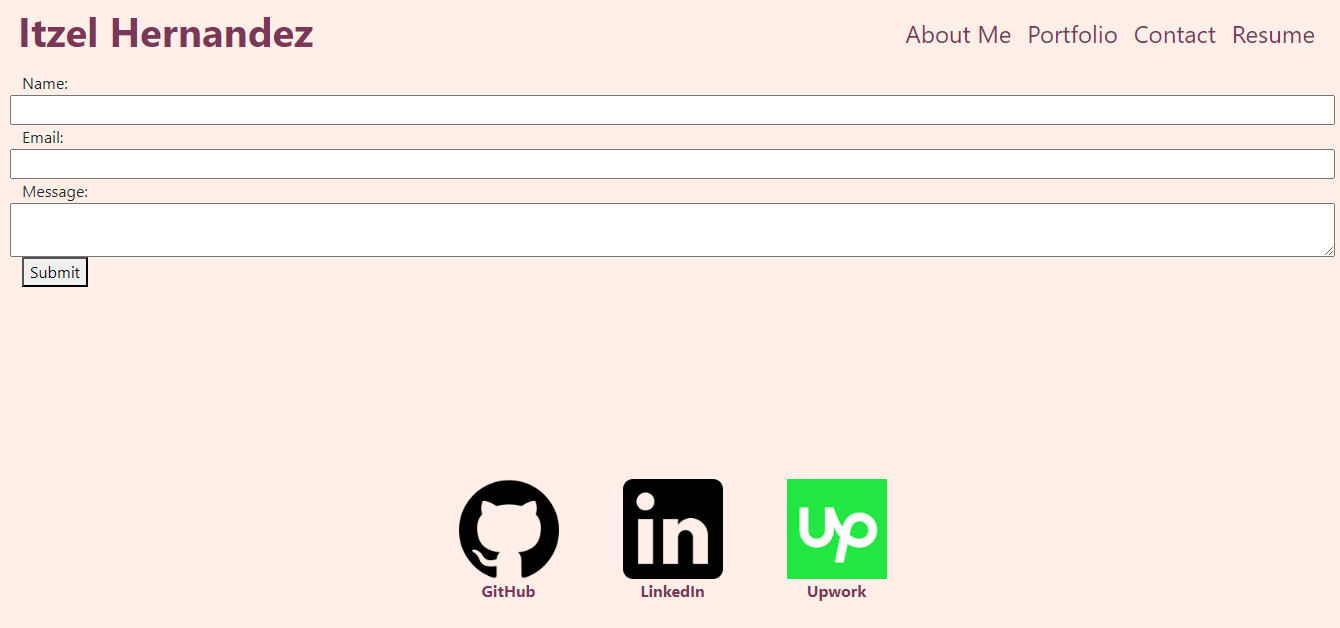 Itzel Hernandez
About Me Portfolio Contact Resume
Name:
Email:
Message:
Submit
in up
GitHub LinkedIn Upwork